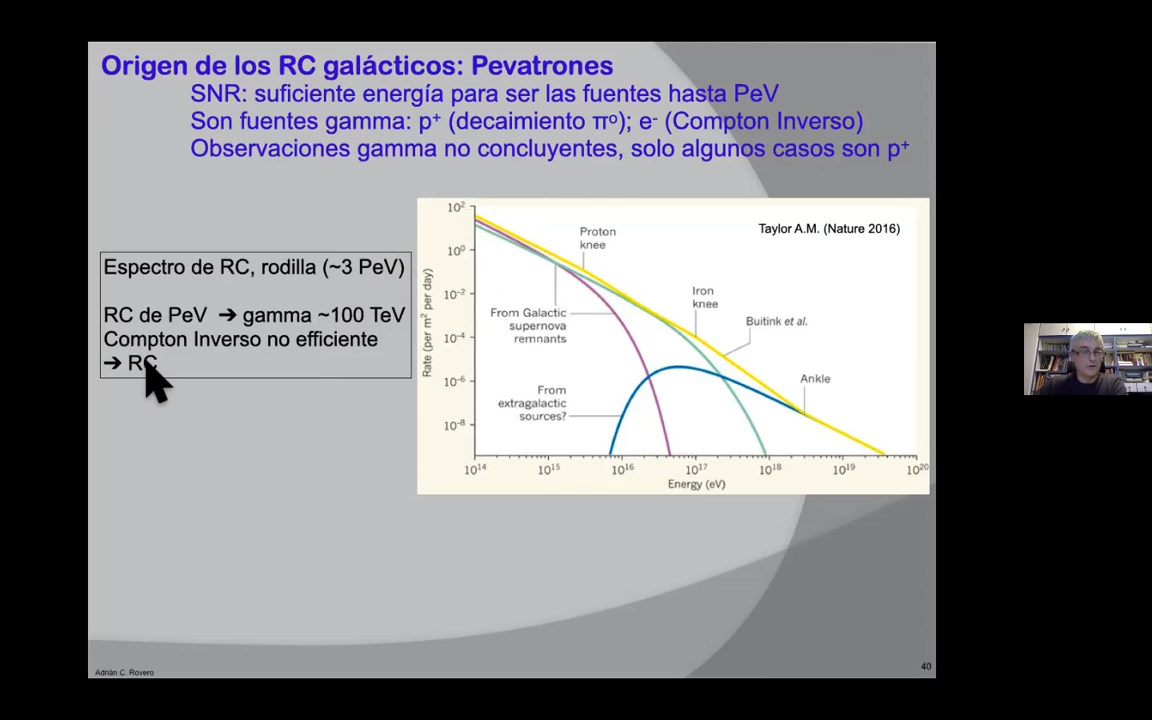 Origen de los RC galácticos: Pevatrones
SNR: suficiente energía para ser las fuentes hasta PeV
Son fuentes gamma: p⁺ (decaimiento π⁰); e⁻ (Compton Inverso)
Observaciones gamma no concluyentes, solo algunos casos son p⁺
Espectro de RC, rodilla (~3 PeV)
RC de PeV ➔ gamma ~100 TeV
Compton Inverso no efficiente
➔ RC
Taylor A.M. (Nature 2016)
Rate (per m² per day)
10²
10⁰
10⁻²
10⁻⁴
10⁻⁶
10⁻⁸
Proton
knee
From Galactic
supernova
remnants
Iron
knee
Buitink et al.
Ankle
From
extragalactic
sources?
10¹⁴ 10¹⁵ 10¹⁶ 10¹⁷ 10¹⁸ 10¹⁹ 10²⁰
Energy (eV)
Adrián C. Rovero
40